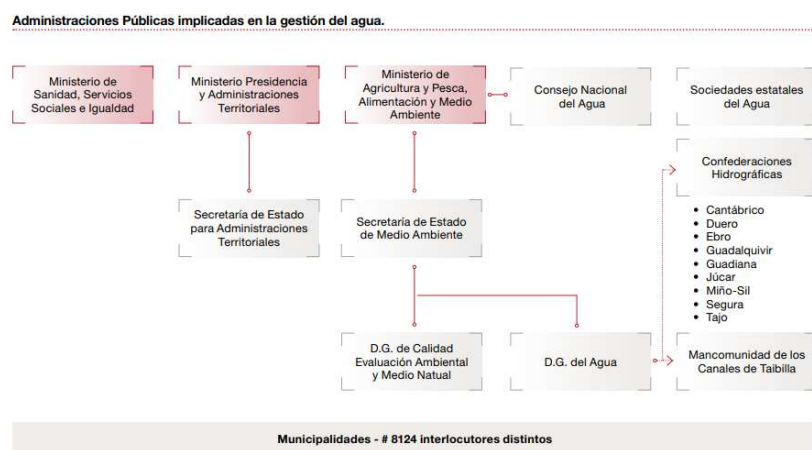 Administraciones Públicas implicadas en la gestión del agua.
Ministerio de
Sanidad, Servicios
Sociales e Igualdad
Ministerio Presidencia
y Administraciones
Territoriales
Ministerio de
Agricultura y Pesca,
Alimentación y Medio
Ambiente
Consejo Nacional
del Agua
Sociedades estatales
del Agua
Confederaciones
Hidrográficas
Secretaría de Estado
para Administraciones
Territoriales
Secretaría de Estado
de Medio Ambiente
• Cantábrico
• Duero
• Ebro
• Guadalquivir
• Guadiana
• Júcar
• Miño-Sil
• Segura
• Tajo
D.G. de Calidad
Evaluación Ambiental
y Medio Natual
D.G. del Agua
Mancomunidad de los
Canales de Taibilla
Municipalidades - # 8124 interlocutores distintos